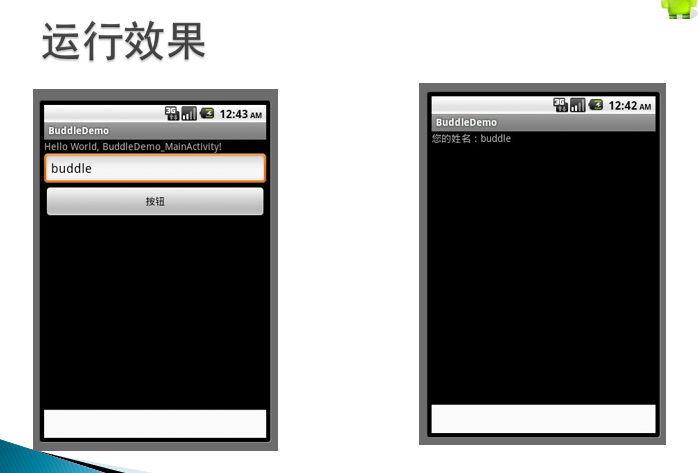 运行效果
3G 12:43 AM
BuddleDemo
Hello World, BuddleDemo_MainActivity!
buddle
按钮
3G 12:42 AM
BuddleDemo
您的姓名：buddle